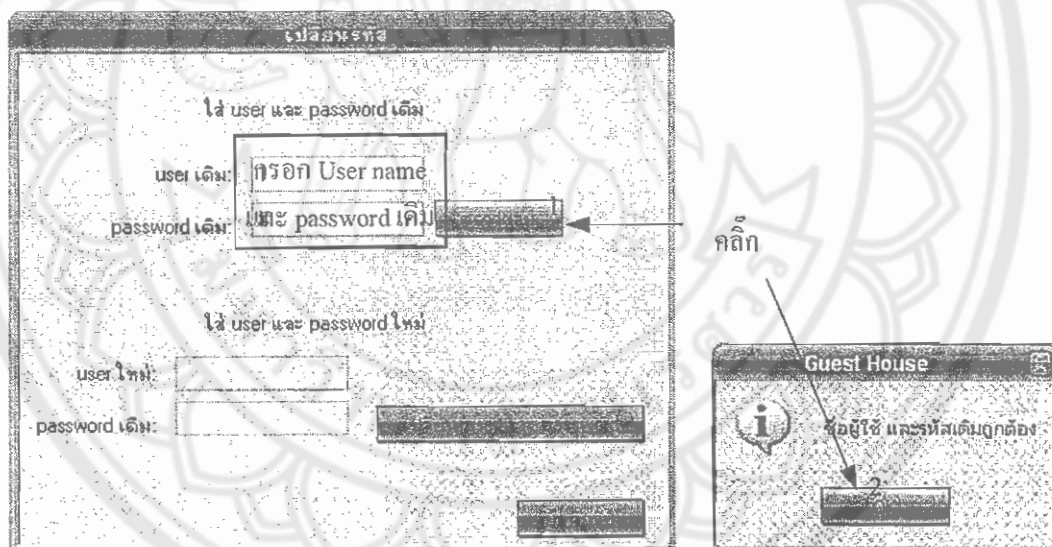 เปลี่ยนรหัส
ใส่ user และ password เดิม
user เดิม: กรอก User name
password เดิม: และ password เดิม
1
คลิ๊ก
ใส่ user และ password ใหม่
user ใหม่:
password เดิม:
Guest House
ชื่อผู้ใช้ และรหัสเดิมถูกต้อง
2